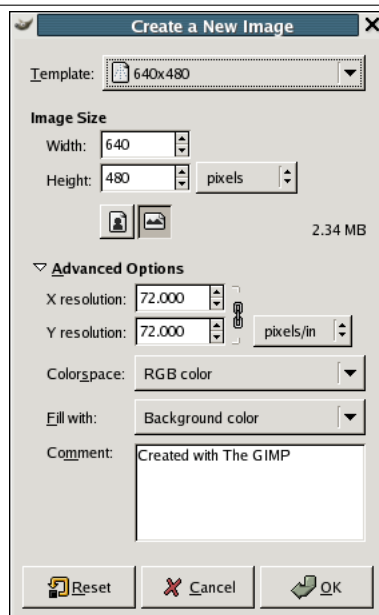 Create a New Image
Template: 640x480
Image Size
Width: 640
Height: 480 pixels
2.34 MB
Advanced Options
X resolution: 72.000
Y resolution: 72.000 pixels/in
Colorspace: RGB color
Fill with: Background color
Comment: Created with The GIMP
Reset Cancel OK